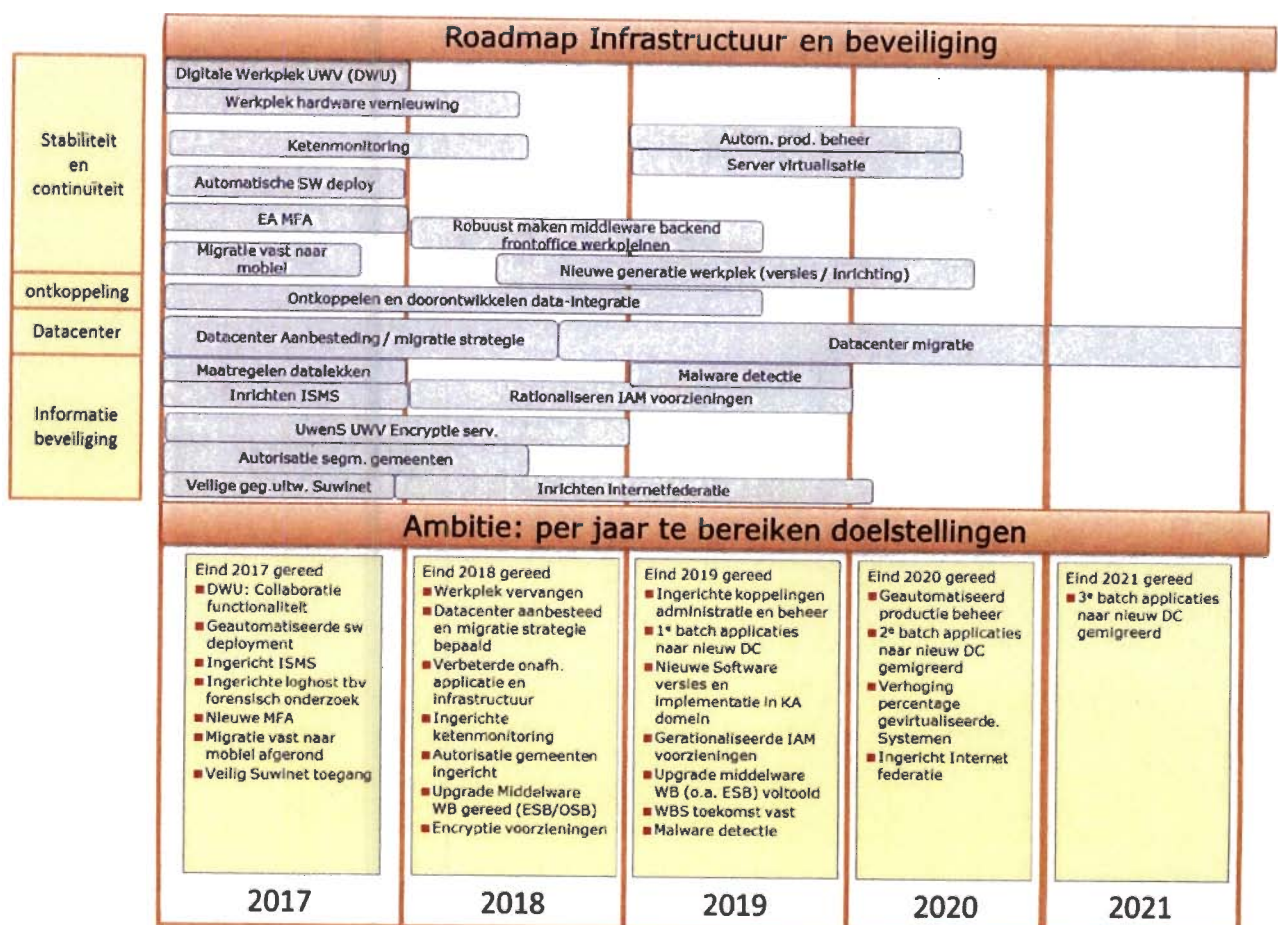 Roadmap Infrastructuur en beveiliging
Stabiliteit
en
continuïteit
Digitale Werkplek UWV (DWU)
Werkplek hardware vernieuwing
Ketenmonitoring
Autom. prod. beheer
Server virtualisatie
Automatische SW deploy
EA MFA
Robuust maken middleware backend
frontoffice werkpleinen
Migratie vast naar
mobiel
Nieuwe generatie werkplek (versies / inrichting)
ontkoppeling
Ontkoppelen en doorontwikkelen data-integratie
Datacenter
Datacenter Aanbesteding / migratie strategie
Datacenter migratie
Informatie
beveiliging
Maatregelen datalekken
Malware detectie
Inrichten ISMS
Rationaliseren IAM voorzieningen
UwenS UWV Encryptie serv.
Autorisatie segm. gemeenten
Veilige geg.uitw. Suwinet
Inrichten Internetfederatie
Ambitie: per jaar te bereiken doelstellingen
Eind 2017 gereed
■ DWU: Collaboratie
functionaliteit
■ Geautomatiseerde sw
deployment
■ Ingericht ISMS
■ Ingerichte loghost tbv
forensisch onderzoek
■ Nieuwe MFA
■ Migratie vast naar
mobiel afgerond
■ Veilig Suwinet toegang
2017
Eind 2018 gereed
■ Werkplek vervangen
■ Datacenter aanbesteed
en migratie strategie
bepaald
■ Verbeterde onafh.
applicatie en
infrastructuur
■ Ingerichte
ketenmonitoring
■ Autorisatie gemeenten
ingericht
■ Upgrade Middelware
WB gereed (ESB/OSB)
■ Encryptie voorzieningen
2018
Eind 2019 gereed
■ Ingerichte koppelingen
administratie en beheer
■ 1e batch applicaties
naar nieuw DC
■ Nieuwe Software
versies en
implementatie in KA
domein
■ Gerationaliseerde IAM
voorzieningen
■ Upgrade middelware
WB (o.a. ESB) voltooid
■ WBS toekomst vast
■ Malware detectie
2019
Eind 2020 gereed
■ Geautomatiseerd
productie beheer
■ 2e batch applicaties
naar nieuw DC
gemigreerd
■ Verhoging
percentage
gevirtualiseerde.
Systemen
■ Ingericht Internet
federatie
2020
Eind 2021 gereed
■ 3e batch applicaties
naar nieuw DC
gemigreerd
2021